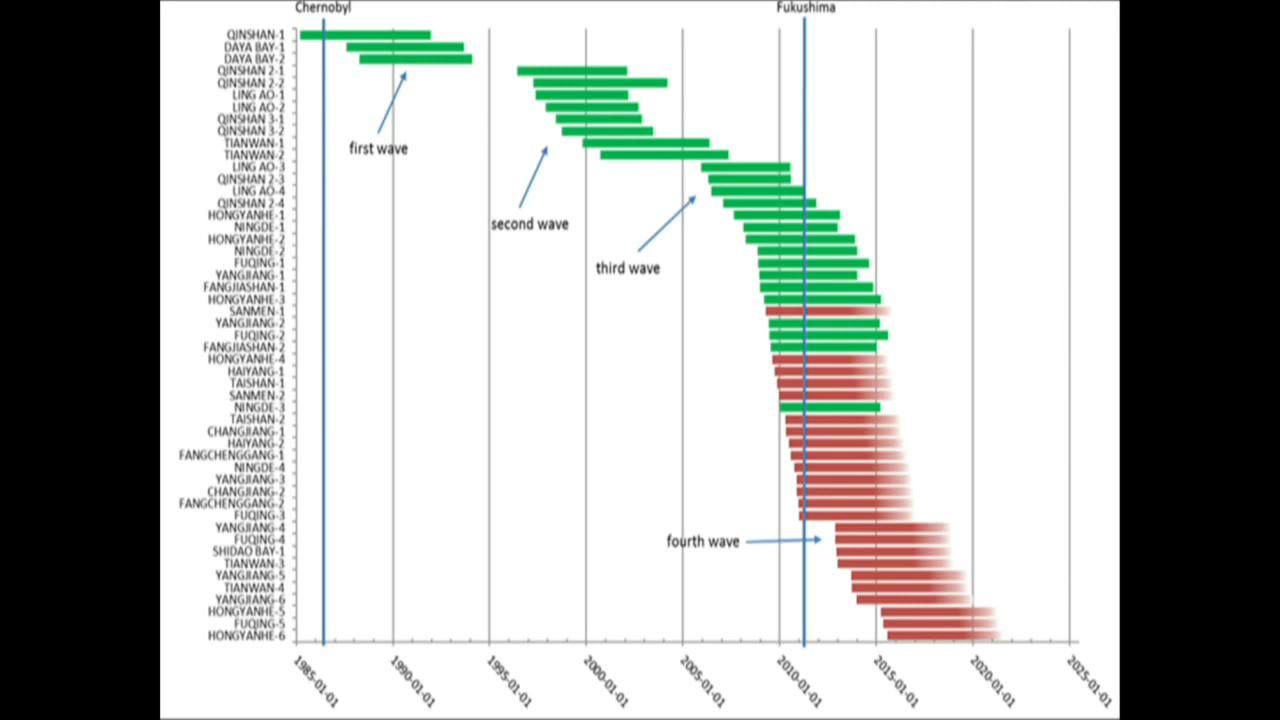 Chernobyl
Fukushima
QINSHAN-1
DAYA BAY-1
DAYA BAY-2
QINSHAN 2-1
QINSHAN 2-2
LING AO-1
LING AO-2
QINSHAN 3-1
QINSHAN 3-2
TIANWAN-1
TIANWAN-2
LING AO-3
QINSHAN 2-3
LING AO-4
QINSHAN 2-4
HONGYANHE-1
NINGDE-1
HONGYANHE-2
NINGDE-2
FUQING-1
YANGJIANG-1
FANGJIASHAN-1
HONGYANHE-3
SANMEN-1
YANGJIANG-2
FUQING-2
FANGJIASHAN-2
HONGYANHE-4
HAIYANG-1
TAISHAN-1
SANMEN-2
NINGDE-3
TAISHAN-2
CHANGJIANG-1
HAIYANG-2
FANGCHENGGANG-1
NINGDE-4
YANGJIANG-3
CHANGJIANG-2
FANGCHENGGANG-2
FUQING-3
YANGJIANG-4
FUQING-4
SHIDAO BAY-1
TIANWAN-3
YANGJIANG-5
TIANWAN-4
YANGJIANG-6
HONGYANHE-5
FUQING-5
HONGYANHE-6
first wave
second wave
third wave
fourth wave
1985-01-01
1990-01-01
1995-01-01
2000-01-01
2005-01-01
2010-01-01
2015-01-01
2020-01-01
2025-01-01